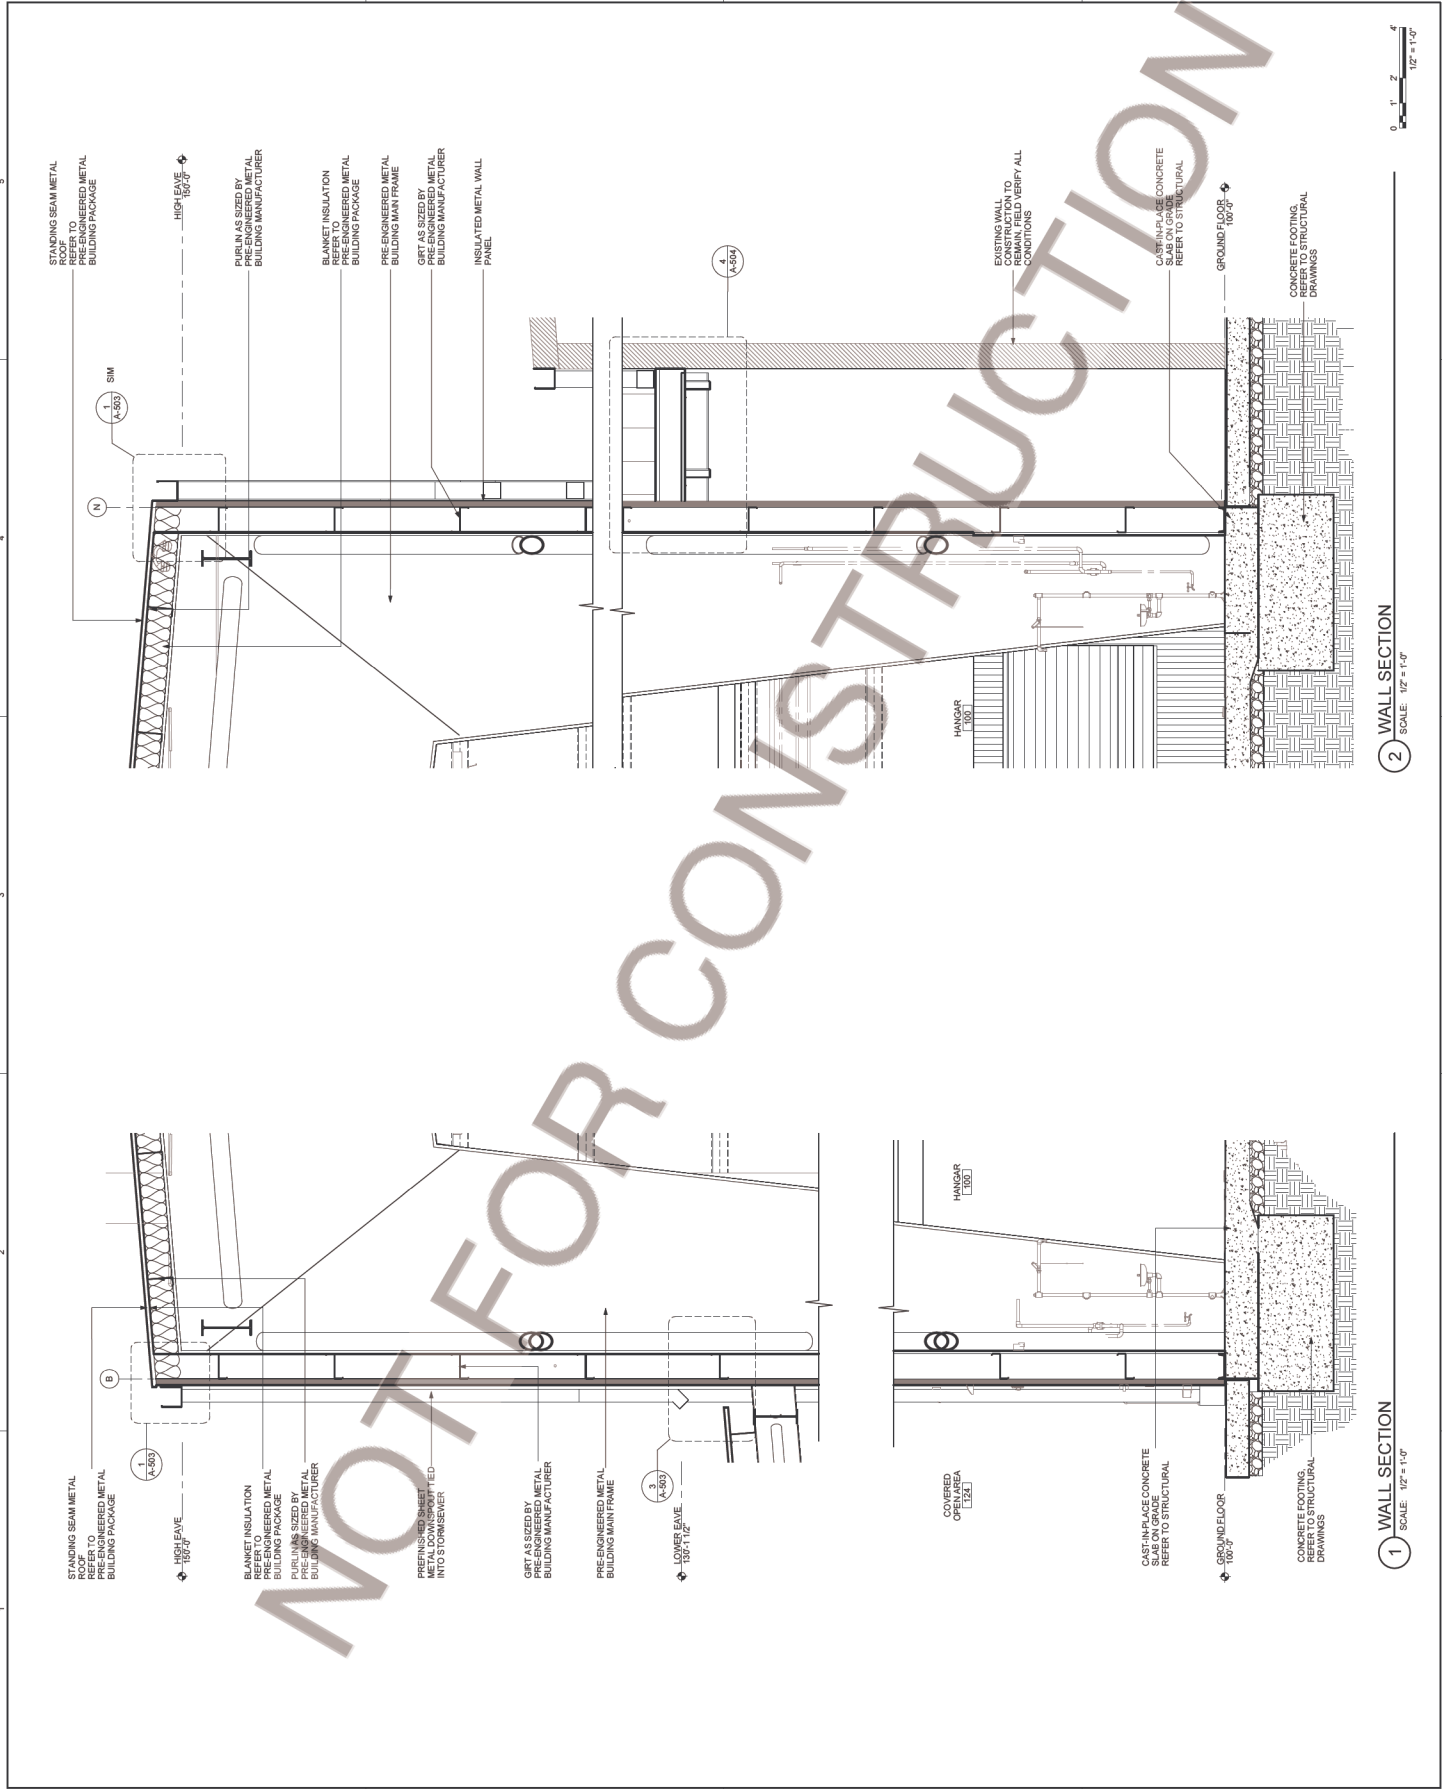 STANDING SEAM METAL
ROOF
REFER TO
PRE-ENGINEERED METAL
BUILDING PACKAGE
1
A-503
HIGH EAVE
150'-0"
B
BLANKET INSULATION
REFER TO
PRE-ENGINEERED METAL
BUILDING PACKAGE
PURLIN AS SIZED BY
PRE-ENGINEERED METAL
BUILDING MANUFACTURER
PREFINISHED SHEET
METAL DOWNSPOUT TIED
INTO STORMSEWER
GIRT AS SIZED BY
PRE-ENGINEERED METAL
BUILDING MANUFACTURER
PRE-ENGINEERED METAL
BUILDING MAIN FRAME
3
A-503
LOWER EAVE
130'-1 1/2"
COVERED
OPEN AREA
124
HANGAR
100
CAST-IN-PLACE CONCRETE
SLAB ON GRADE
REFER TO STRUCTURAL
GROUND FLOOR
100'-0"
CONCRETE FOOTING,
REFER TO STRUCTURAL
DRAWINGS
1
WALL SECTION
SCALE: 1/2" = 1'-0"
STANDING SEAM METAL
ROOF
REFER TO
PRE-ENGINEERED METAL
BUILDING PACKAGE
1
A-503
SIM
N
HIGH EAVE
150'-0"
PURLIN AS SIZED BY
PRE-ENGINEERED METAL
BUILDING MANUFACTURER
BLANKET INSULATION
REFER TO
PRE-ENGINEERED METAL
BUILDING PACKAGE
PRE-ENGINEERED METAL
BUILDING MAIN FRAME
GIRT AS SIZED BY
PRE-ENGINEERED METAL
BUILDING MANUFACTURER
INSULATED METAL WALL
PANEL
4
A-504
EXISTING WALL
CONSTRUCTION TO
REMAIN, FIELD VERIFY ALL
CONDITIONS
HANGAR
100
CAST-IN-PLACE CONCRETE
SLAB ON GRADE
REFER TO STRUCTURAL
GROUND FLOOR
100'-0"
CONCRETE FOOTING,
REFER TO STRUCTURAL
DRAWINGS
2
WALL SECTION
SCALE: 1/2" = 1'-0"
0 1' 2' 4'
1/2" = 1'-0"
NOT FOR CONSTRUCTION
1
2
3
4
5